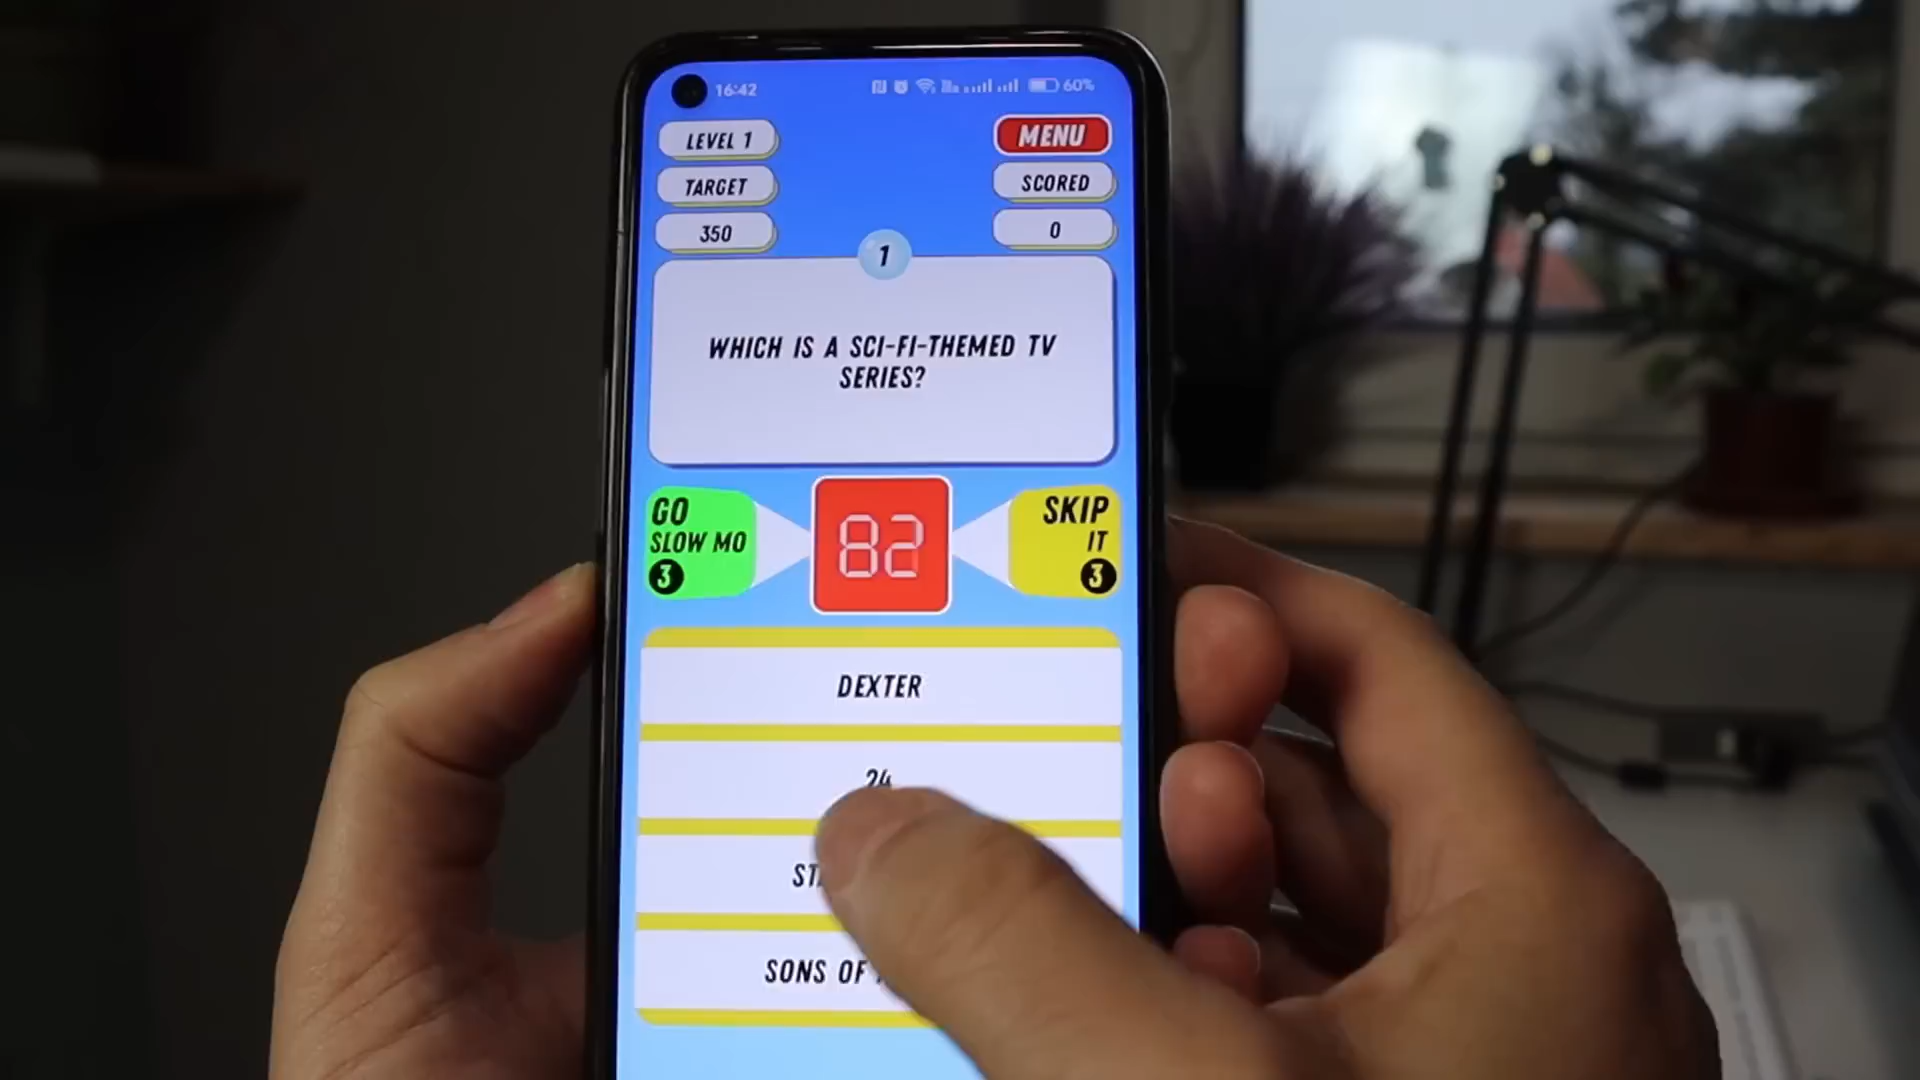 16:42
60%
LEVEL 1
MENU
TARGET
SCORED
350
0
1
WHICH IS A SCI-FI-THEMED TV
SERIES?
GO
SLOW MO
3
82
SKIP
IT
3
DEXTER
24
SONS OF